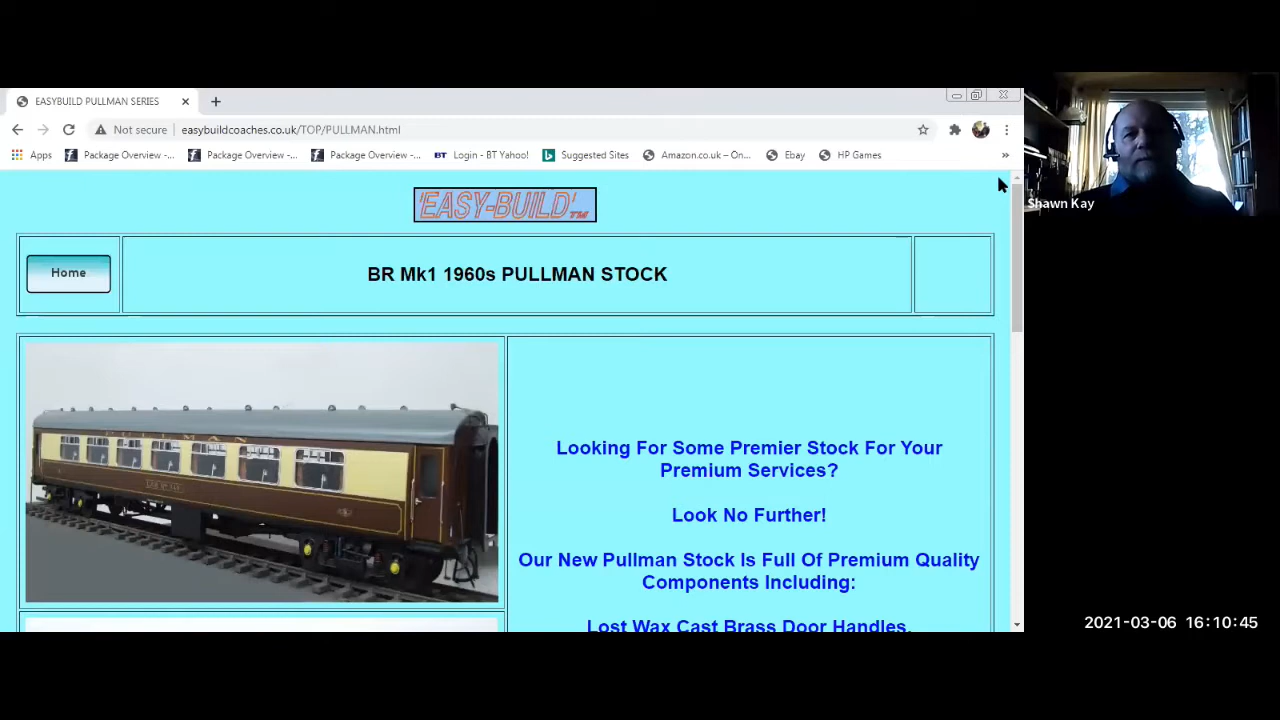 EASYBUILD PULLMAN SERIES
Not secure
easybuildcoaches.co.uk/TOP/PULLMAN.html
Apps
Package Overview -...
Package Overview -...
Package Overview -...
BT
Login - BT Yahoo!
Suggested Sites
Amazon.co.uk – On...
Ebay
HP Games
'EASY-BUILD'™
Home
BR Mk1 1960s PULLMAN STOCK
PULLMAN
Looking For Some Premier Stock For Your
Premium Services?
Look No Further!
Our New Pullman Stock Is Full Of Premium Quality
Components Including:
Lost Wax Cast Brass Door Handles.
Shawn Kay
2021-03-06 16:10:45